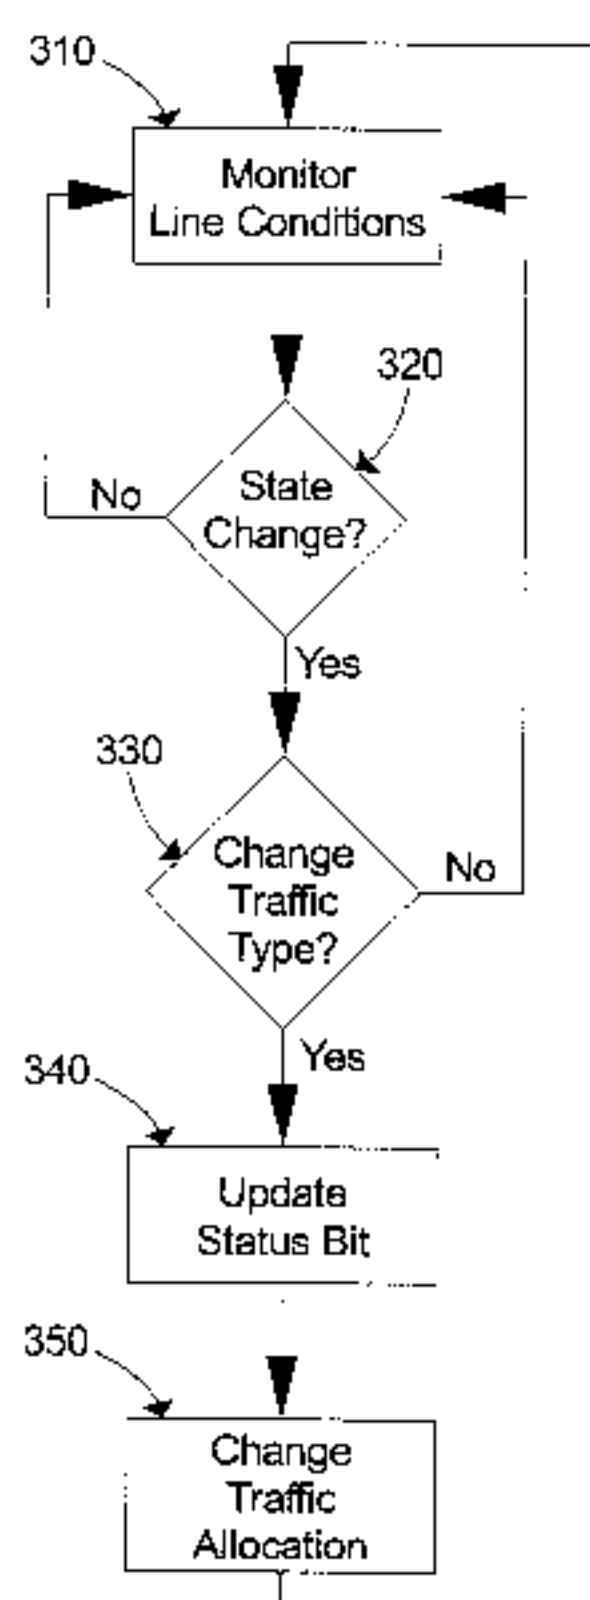 310
Monitor
Line Conditions
320
State
Change?
No
Yes
330
Change
Traffic
Type?
No
Yes
340
Update
Status Bit
350
Change
Traffic
Allocation